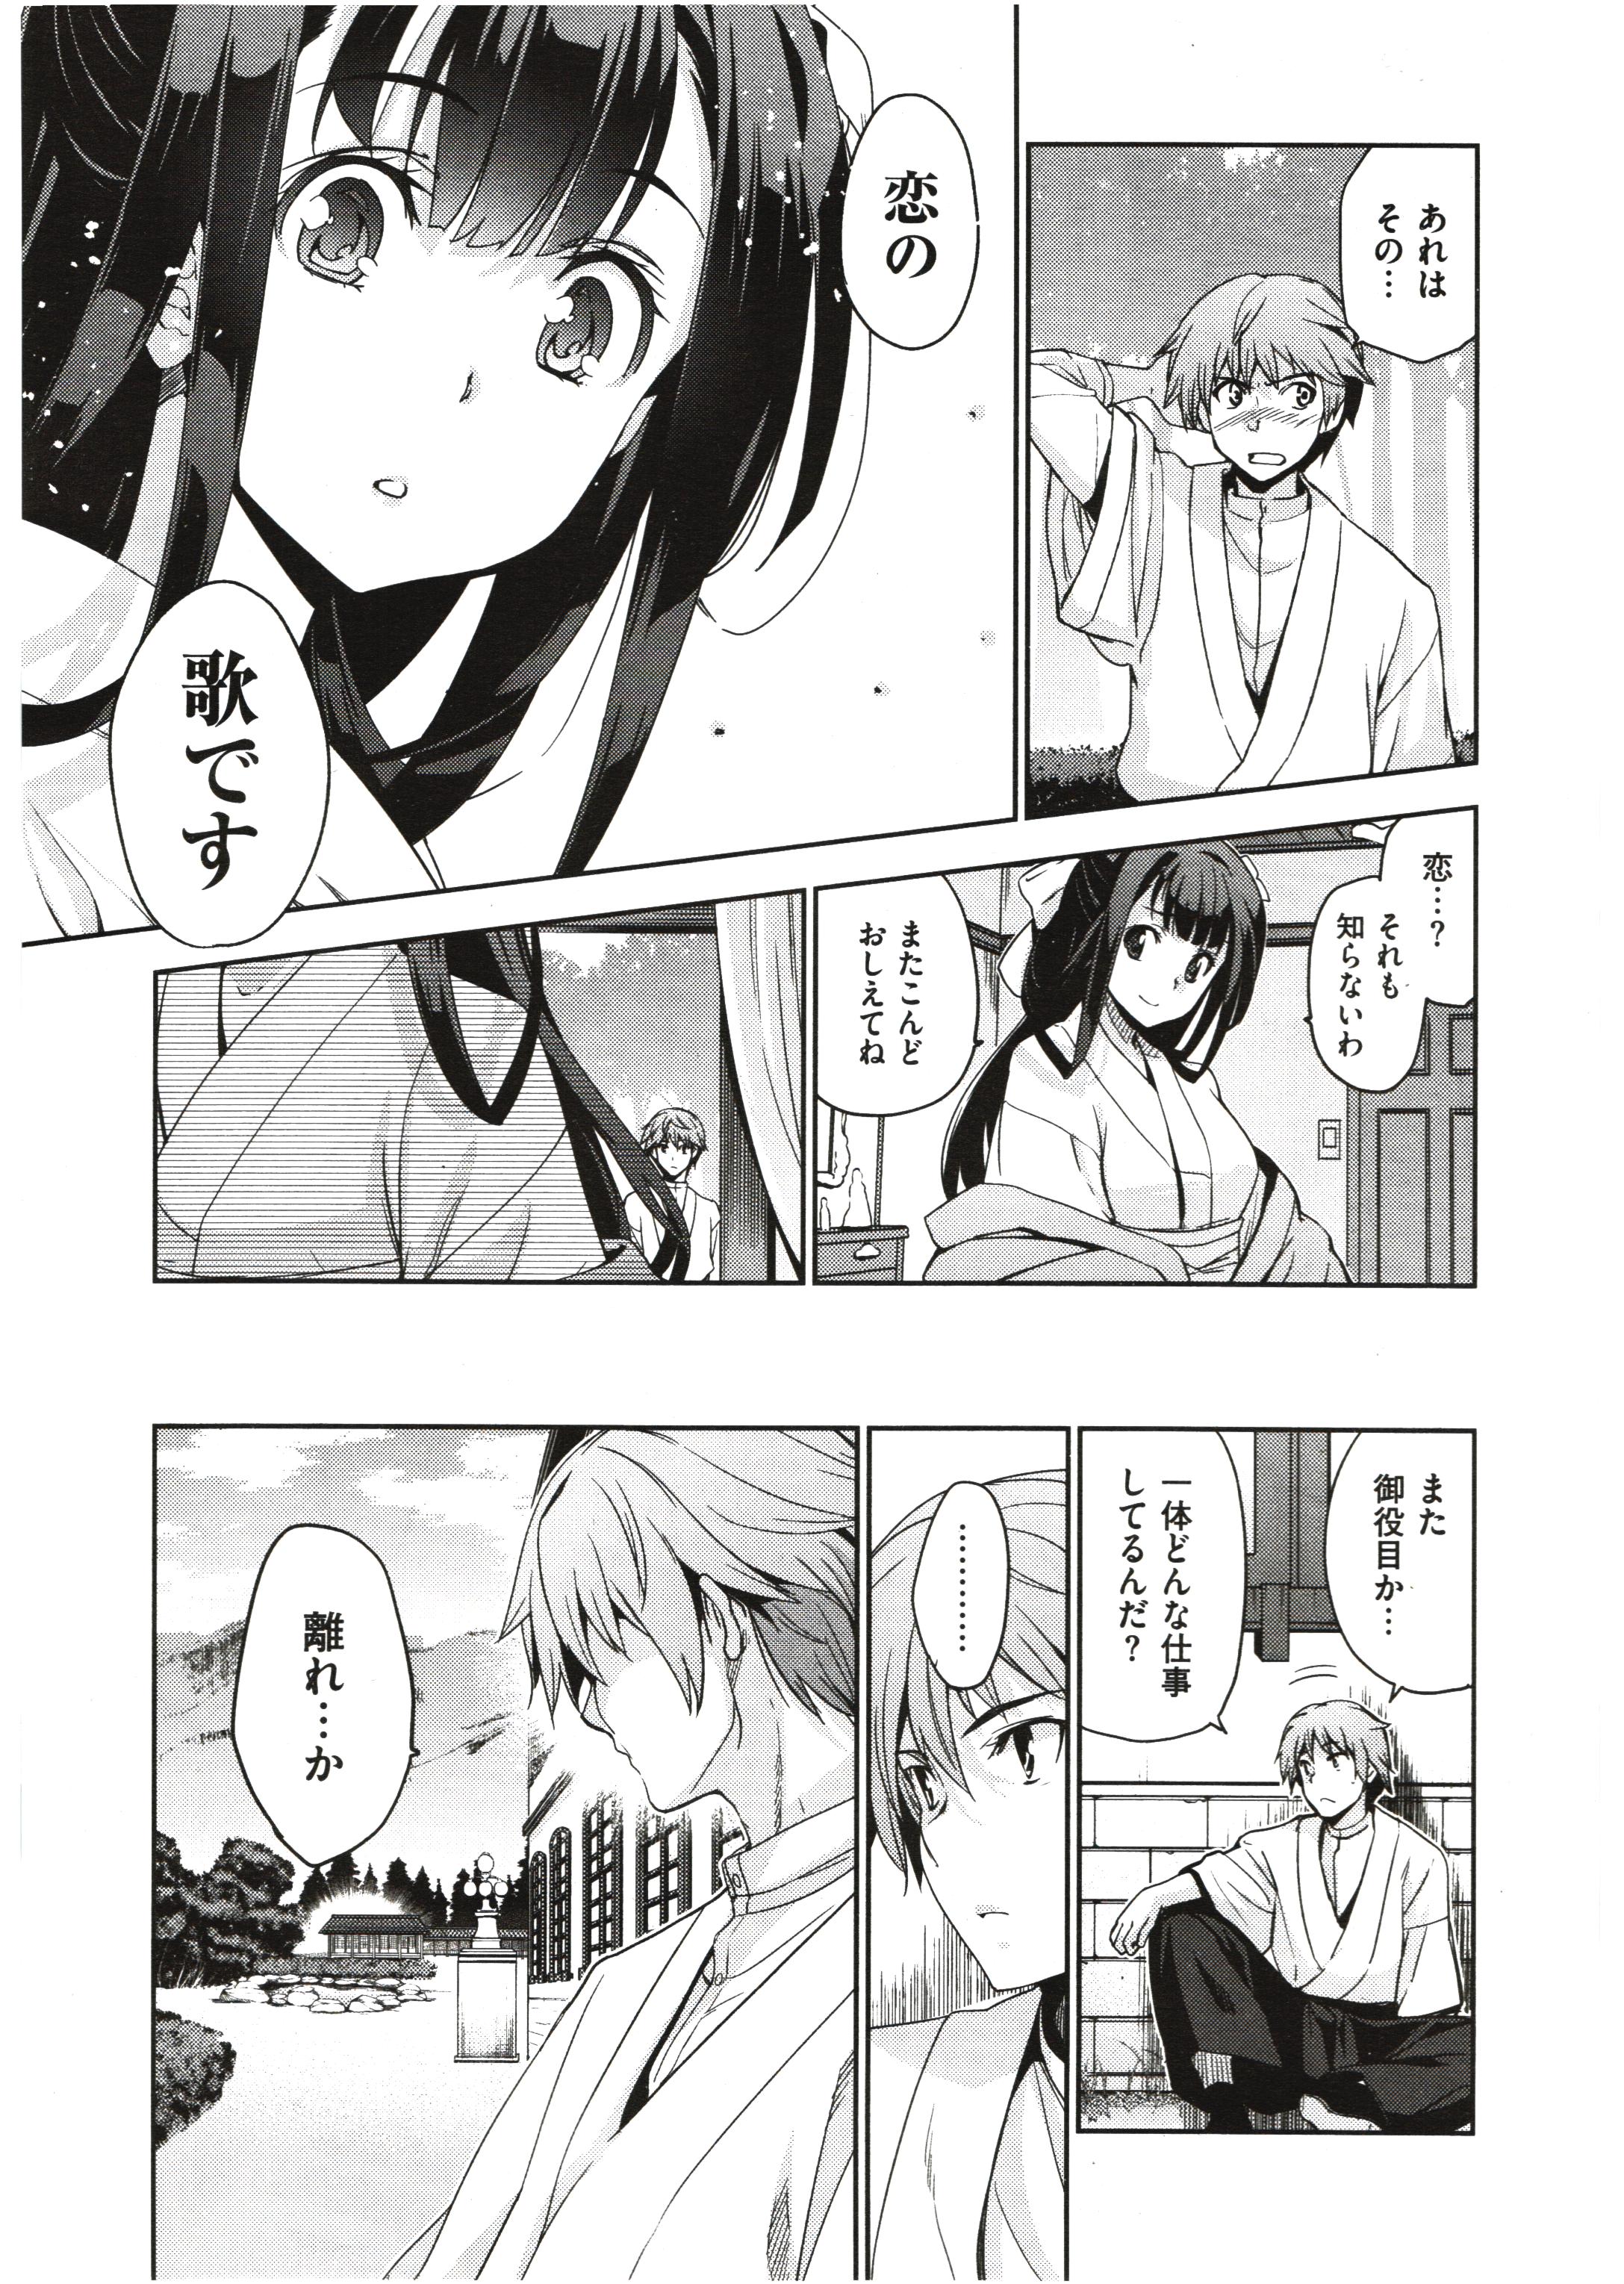 あれは
その…
恋の
歌です
恋…?
それも
知らないわ
またこんど
おしえてね
また
御役目か…
一体どんな仕事
してるんだ?
…………
離れ…か